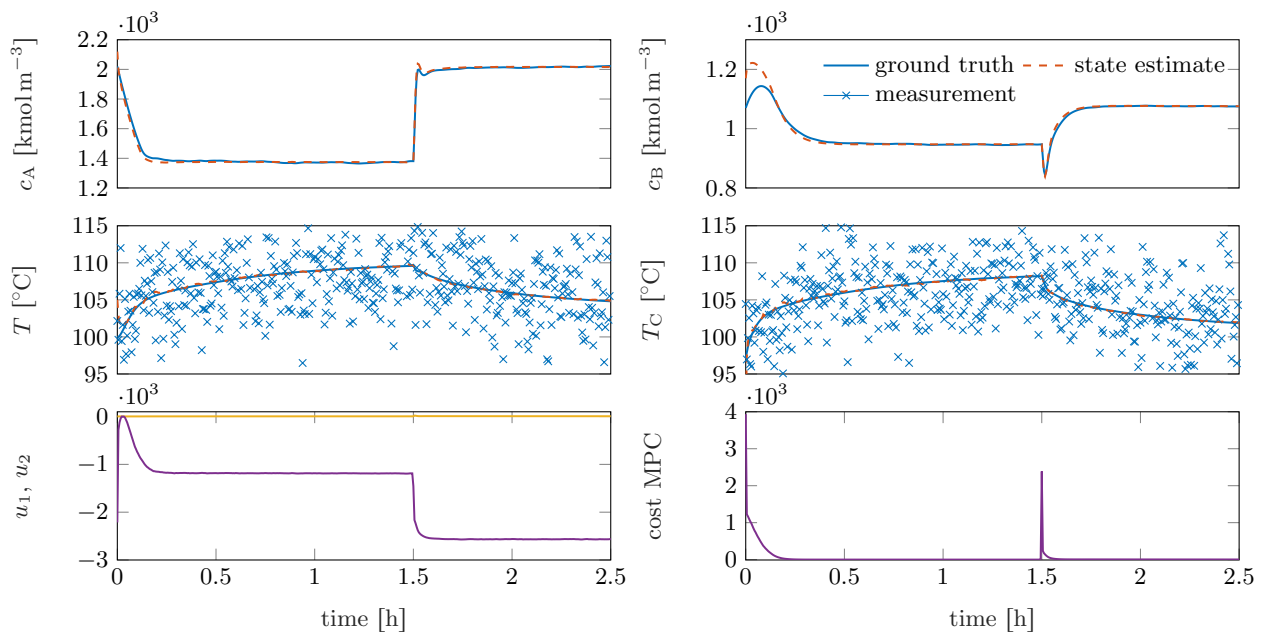 ·10³
2.2
2
1.8
1.6
1.4
1.2
c_A [kmol m⁻³]
·10³
1.2
1
0.8
c_B [kmol m⁻³]
ground truth
state estimate
measurement
115
110
105
100
95
T [°C]
115
110
105
100
95
T_C [°C]
·10³
0
−1
−2
−3
u₁, u₂
0 0.5 1 1.5 2 2.5
time [h]
·10³
4
3
2
1
0
cost MPC
0 0.5 1 1.5 2 2.5
time [h]